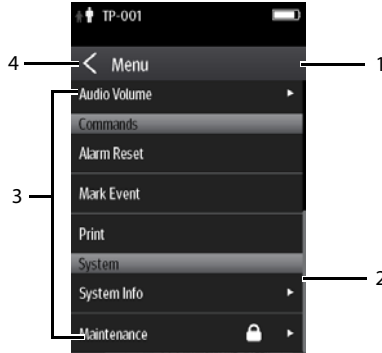 TP-001
4
Menu
1
Audio Volume
Commands
Alarm Reset
3
Mark Event
Print
System
2
System Info
Maintenance